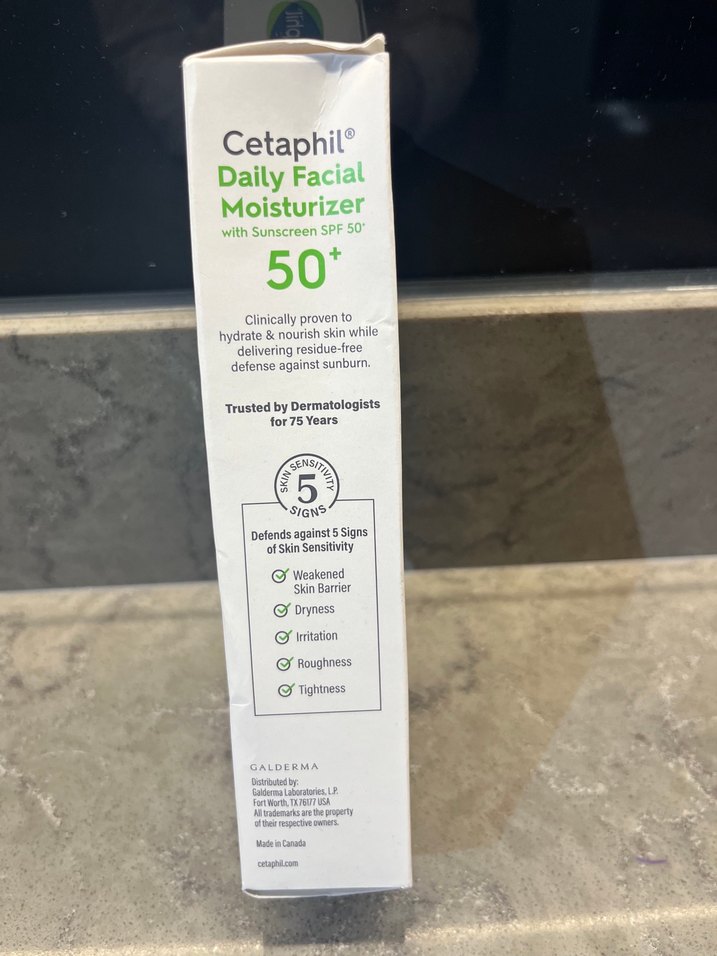 Cetaphil®
Daily Facial
Moisturizer
with Sunscreen SPF 50+
50+
Clinically proven to
hydrate & nourish skin while
delivering residue-free
defense against sunburn.
Trusted by Dermatologists
for 75 Years
SKIN SENSITIVITY
5
SIGNS
Defends against 5 Signs
of Skin Sensitivity
Weakened
Skin Barrier
Dryness
Irritation
Roughness
Tightness
GALDERMA
Distributed by:
Galderma Laboratories, L.P.
Fort Worth, TX 76177 USA
All trademarks are the property
of their respective owners.
Made in Canada
cetaphil.com